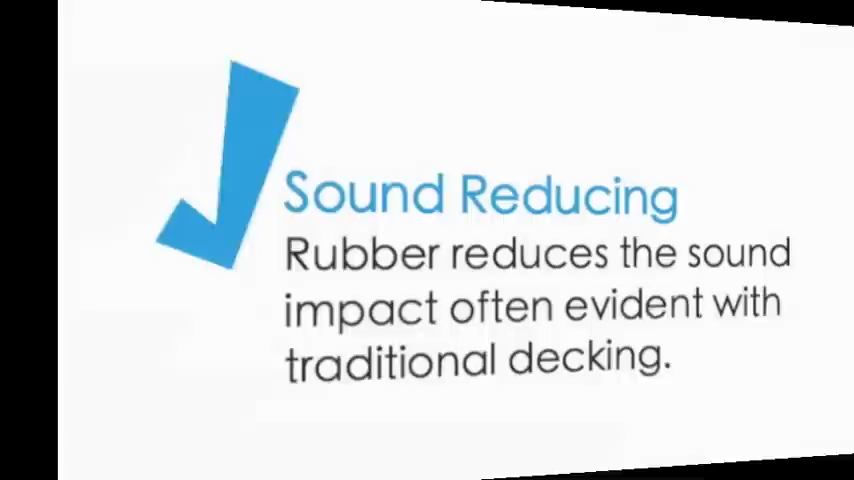 Sound Reducing
Rubber reduces the sound
impact often evident with
traditional decking.